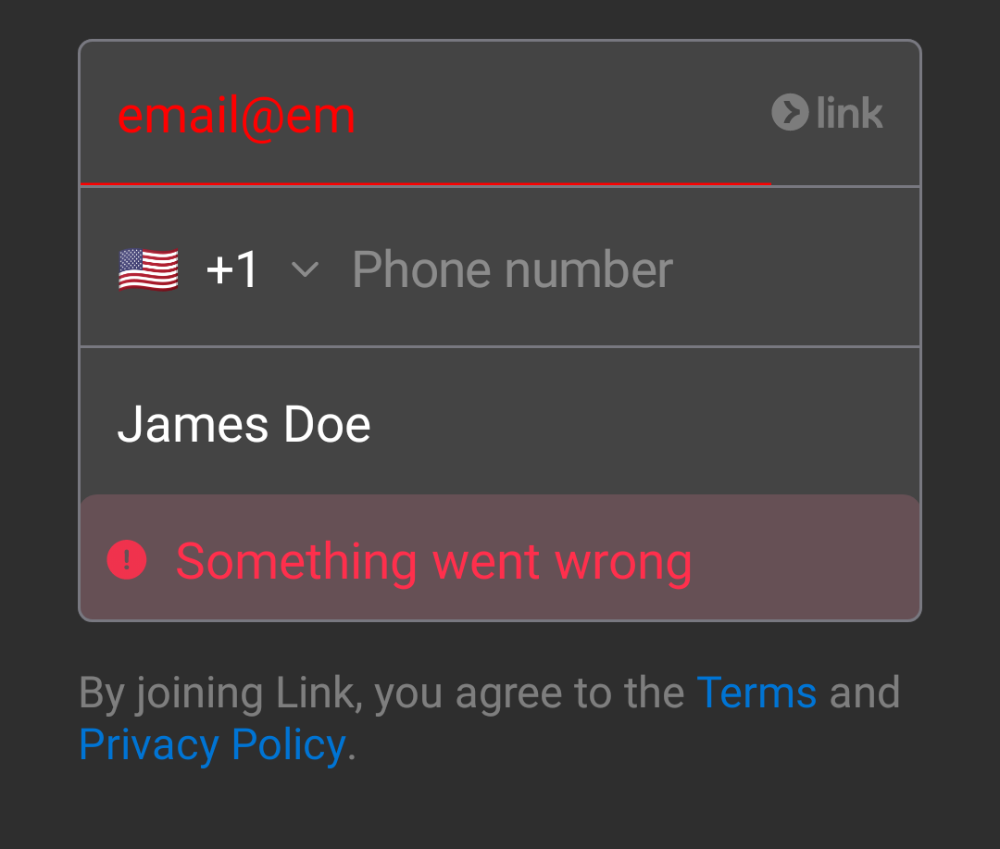 email@em link
+1 Phone number
James Doe
Something went wrong
By joining Link, you agree to the Terms and
Privacy Policy.